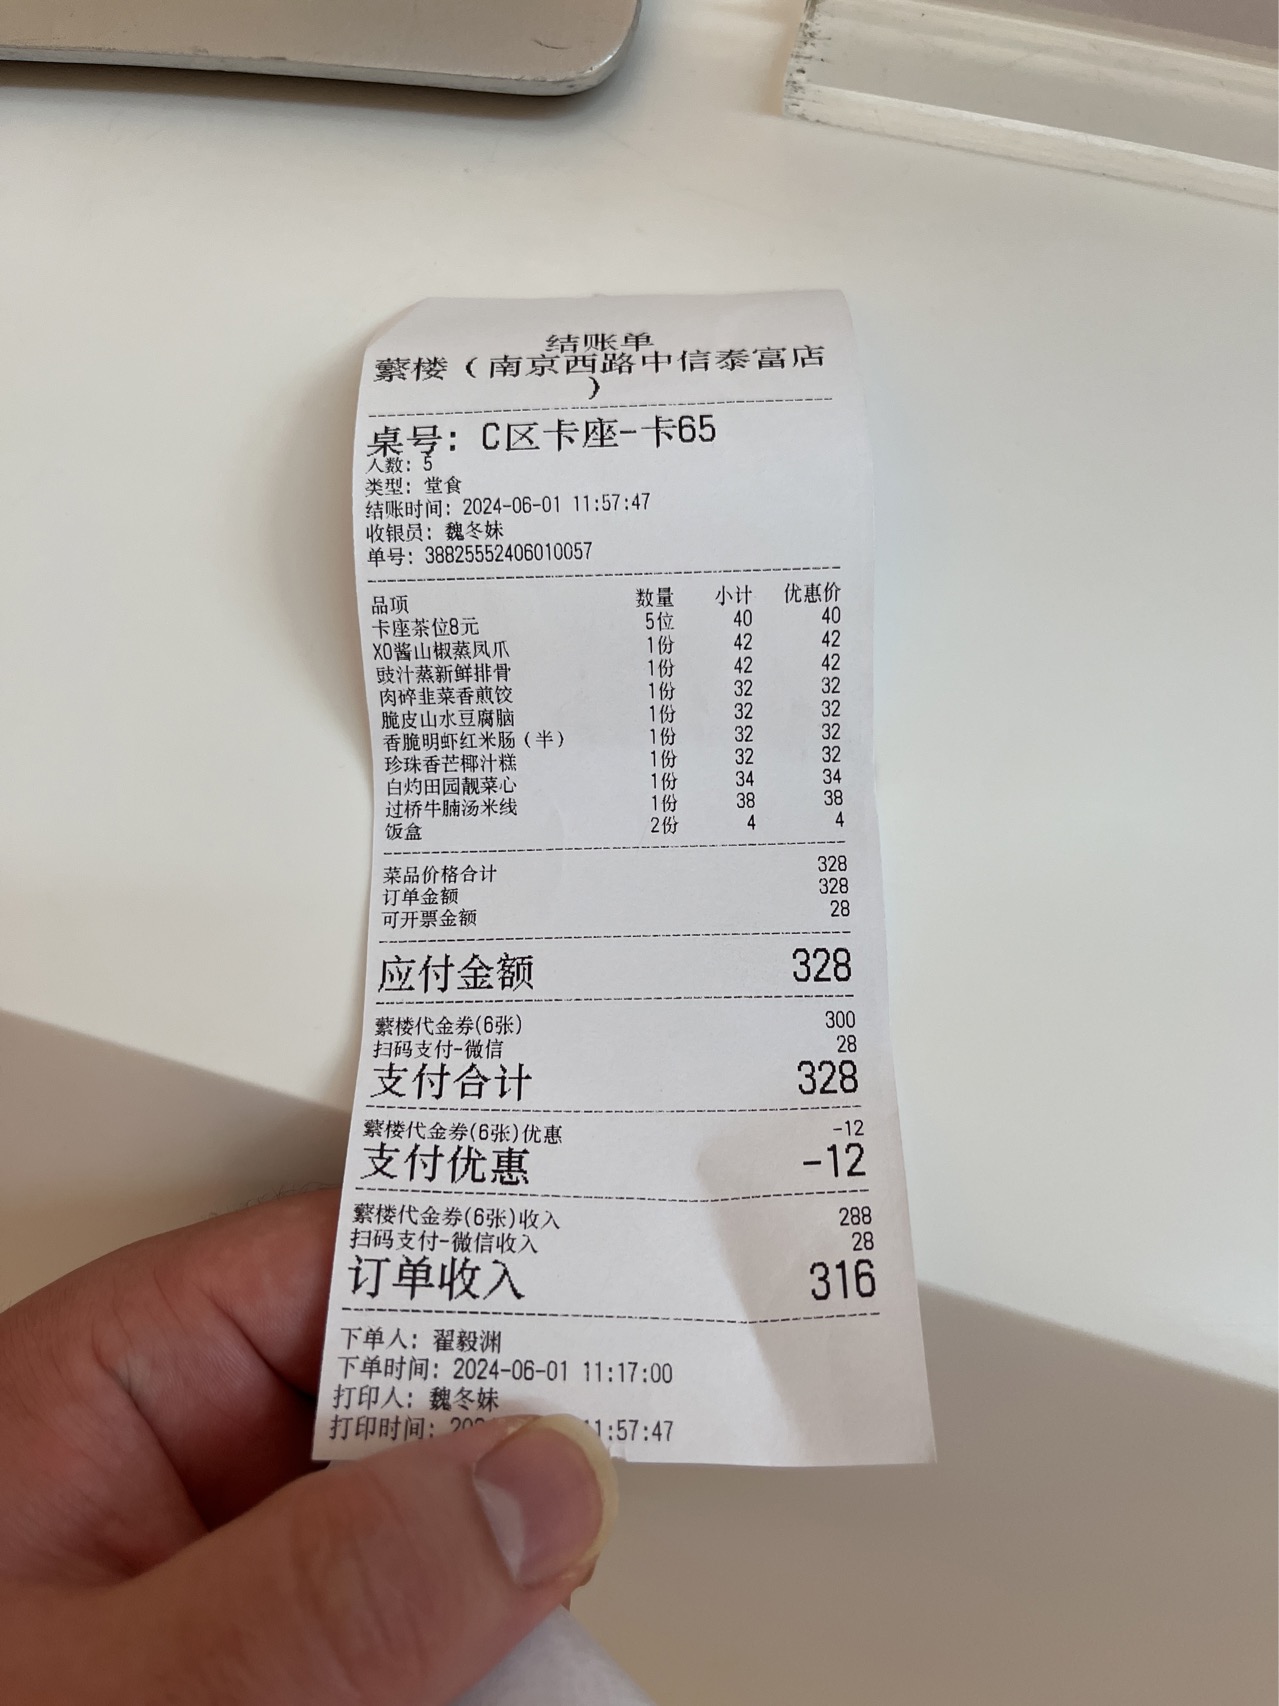 结账单
蘩楼（南京西路中信泰富店
）
桌号：C区卡座-卡65
人数：5
类型：堂食
结账时间：2024-06-01 11:57:47
收银员：魏冬妹
单号：38825552406010057
品项 数量 小计 优惠价
卡座茶位8元 5位 40 40
XO酱山椒蒸凤爪 1份 42 42
豉汁蒸新鲜排骨 1份 42 42
肉碎韭菜香煎饺 1份 32 32
脆皮山水豆腐脑 1份 32 32
香脆明虾红米肠（半） 1份 32 32
珍珠香芒椰汁糕 1份 32 32
白灼田园靓菜心 1份 34 34
过桥牛腩汤米线 1份 38 38
饭盒 2份 4 4
菜品价格合计 328
订单金额 328
可开票金额 28
应付金额 328
蘩楼代金券(6张) 300
扫码支付-微信 28
支付合计 328
蘩楼代金券(6张)优惠 -12
支付优惠 -12
蘩楼代金券(6张)收入 288
扫码支付-微信收入 28
订单收入 316
下单人：翟毅渊
下单时间：2024-06-01 11:17:00
打印人：魏冬妹
打印时间： 1:57:47